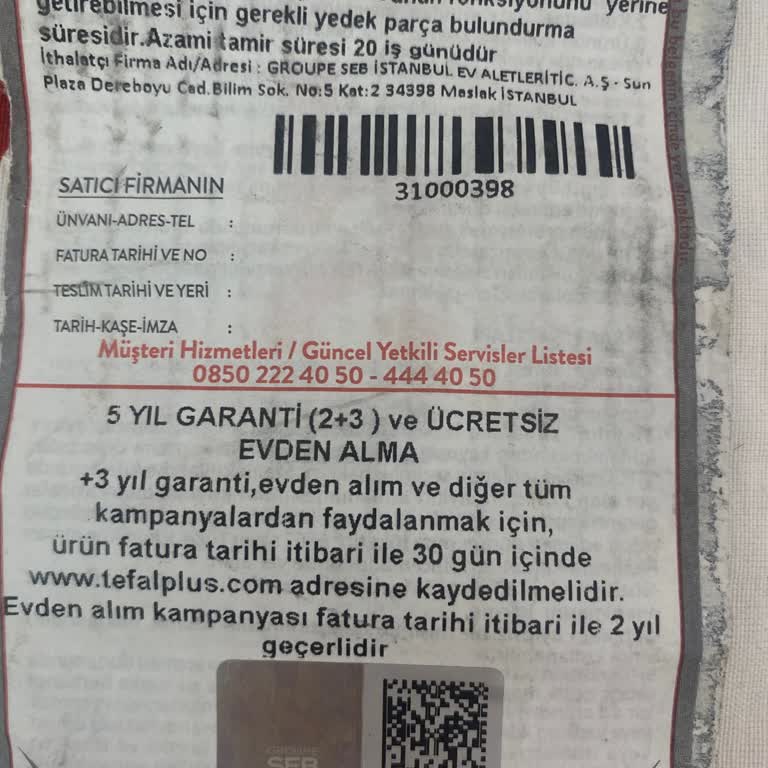 yerine
getirebilmesi için gerekli yedek parça bulundurma
süresidir.Azami tamir süresi 20 iş günüdür
İthalatçı Firma Adı/Adresi : GROUPE SEB İSTANBUL EV ALETLERİTİC. A.Ş - Sun
Plaza Dereboyu Cad.Bilim Sok. No:5 Kat:2 34398 Maslak İSTANBUL
31000398
SATICI FİRMANIN
ÜNVANI-ADRES-TEL :
FATURA TARİHİ VE NO :
TESLİM TARİHİ VE YERİ :
TARİH-KAŞE-İMZA :
Müşteri Hizmetleri / Güncel Yetkili Servisler Listesi
0850 222 40 50 - 444 40 50
5 YIL GARANTİ (2+3 ) ve ÜCRETSİZ
EVDEN ALMA
+3 yıl garanti,evden alım ve diğer tüm
kampanyalardan faydalanmak için,
ürün fatura tarihi itibari ile 30 gün içinde
www.tefalplus.com adresine kaydedilmelidir.
Evden alım kampanyası fatura tarihi itibari ile 2 yıl
geçerlidir
GROUPE
SEB